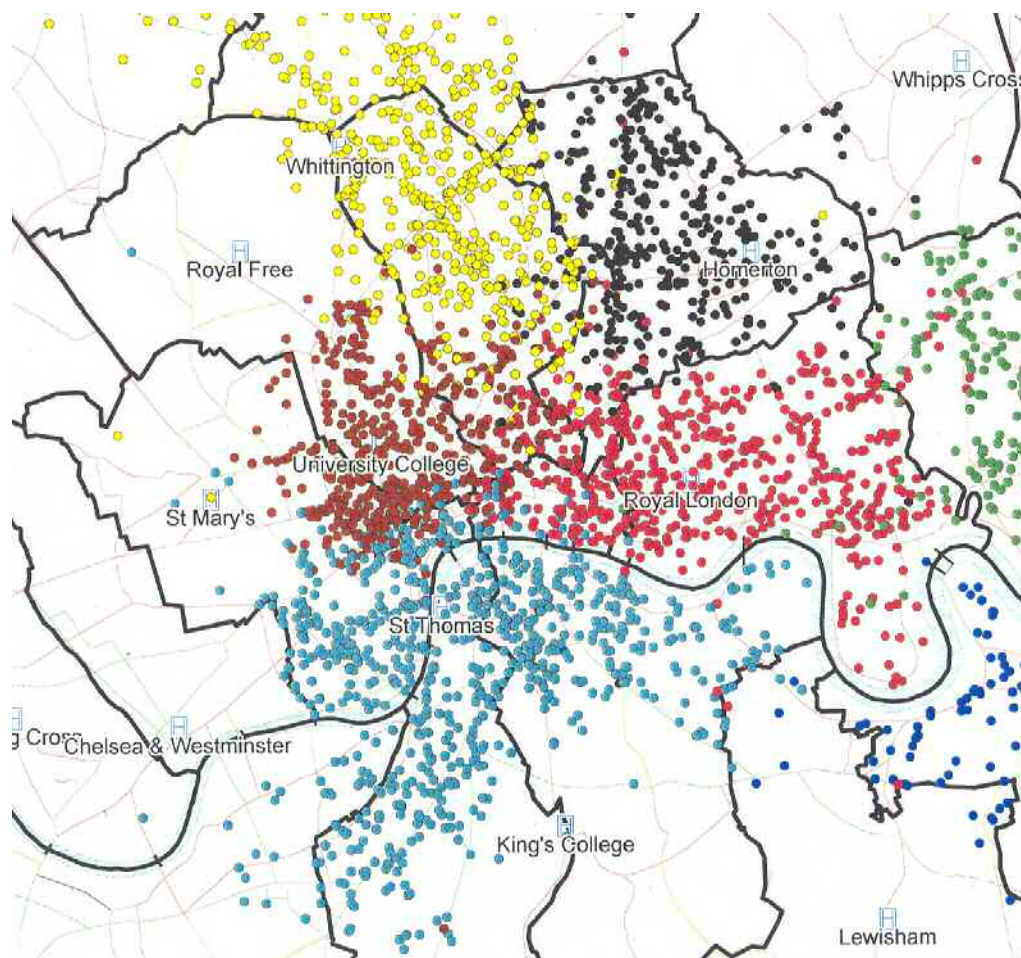 Whipps Cross
Whittington
Royal Free
Homerton
University College
Royal London
St Mary's
St Thomas
g Cross
Chelsea & Westminster
King's College
Lewisham